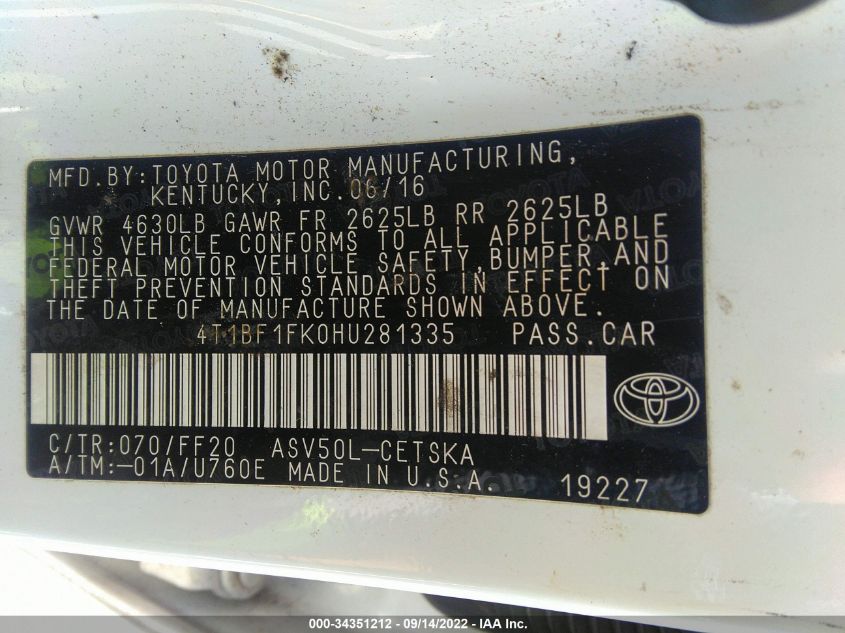 MFD.BY:TOYOTA MOTOR MANUFACTURING,
KENTUCKY,INC.06/16
GVWR 4630LB GAWR FR 2625LB RR 2625LB
THIS VEHICLE CONFORMS TO ALL APPLICABLE
FEDERAL MOTOR VEHICLE SAFETY,BUMPER,AND
THEFT PREVENTION STANDARDS IN EFFECT ON
THE DATE OF MANUFACTURE SHOWN ABOVE.
4T1BF1FK0HU281335 PASS.CAR
C/TR:070/FF20 ASV50L-CETSKA
A/TM:-01A/U760E MADE IN U.S.A.
19227
000-34351212 - 09/14/2022 - IAA Inc.